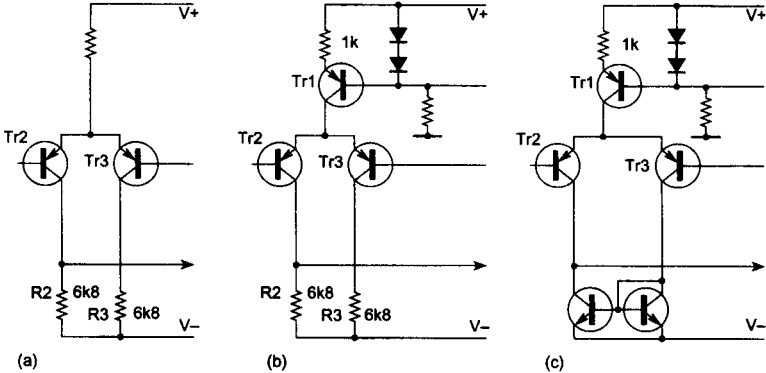 V+
Tr2
Tr3
R2 6k8
R3 6k8
V−
(a)
V+
1k
Tr1
Tr2
Tr3
R2 6k8
R3 6k8
V−
(b)
V+
1k
Tr1
Tr2
Tr3
V−
(c)